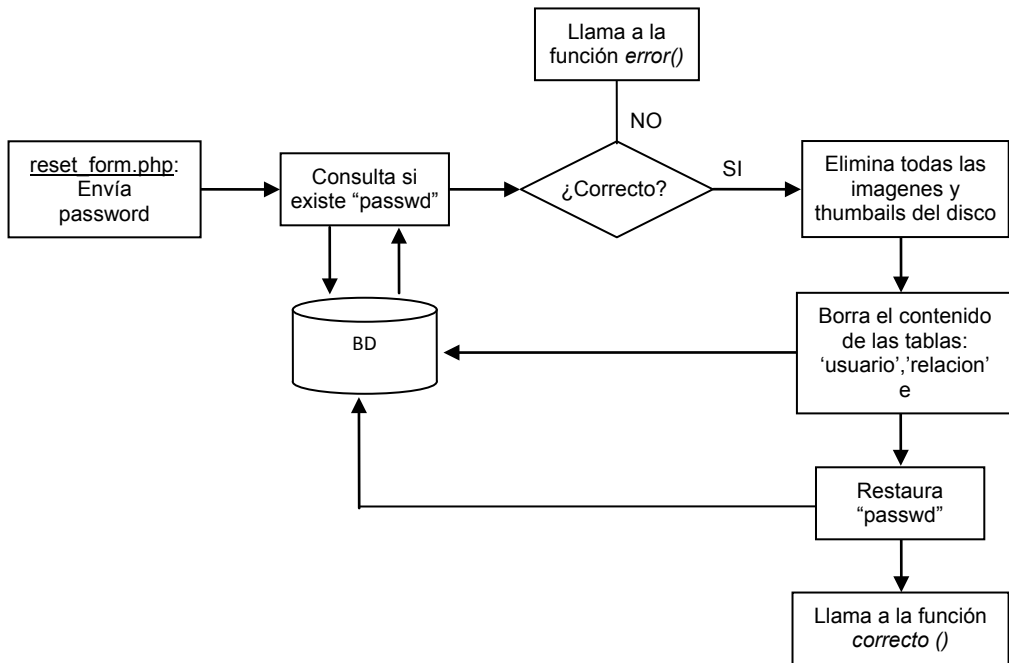 Llama a la
función error()
NO
reset_form.php:
Envía
password
Consulta si
existe “passwd”
¿Correcto?
SI
Elimina todas las
imagenes y
thumbails del disco
BD
Borra el contenido
de las tablas:
‘usuario’,’relacion’
e
Restaura
“passwd”
Llama a la función
correcto ()